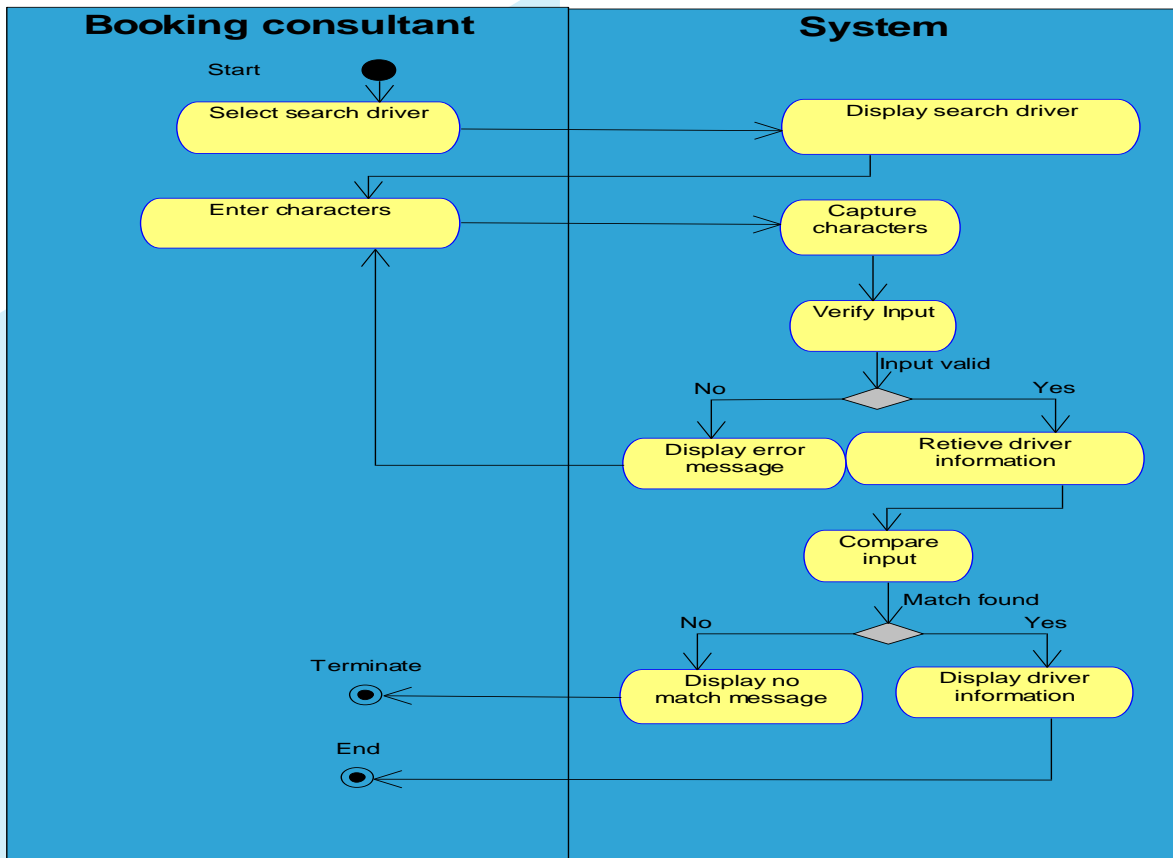 Booking consultant
System
Start
Select search driver
Display search driver
Enter characters
Capture
characters
Verify Input
Input valid
No
Yes
Display error
message
Retieve driver
information
Compare
input
Match found
No
Yes
Terminate
Display no
match message
Display driver
information
End